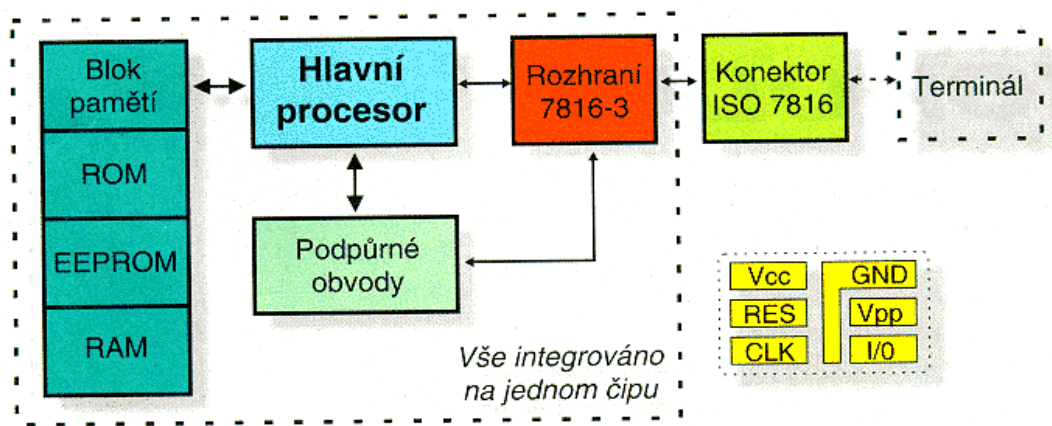 Blok
pamětí
ROM
EEPROM
RAM
Hlavní
procesor
Podpůrné
obvody
Rozhraní
7816-3
Konektor
ISO 7816
Terminál
Vše integrováno
na jednom čipu
Vcc
GND
RES
Vpp
CLK
I/0